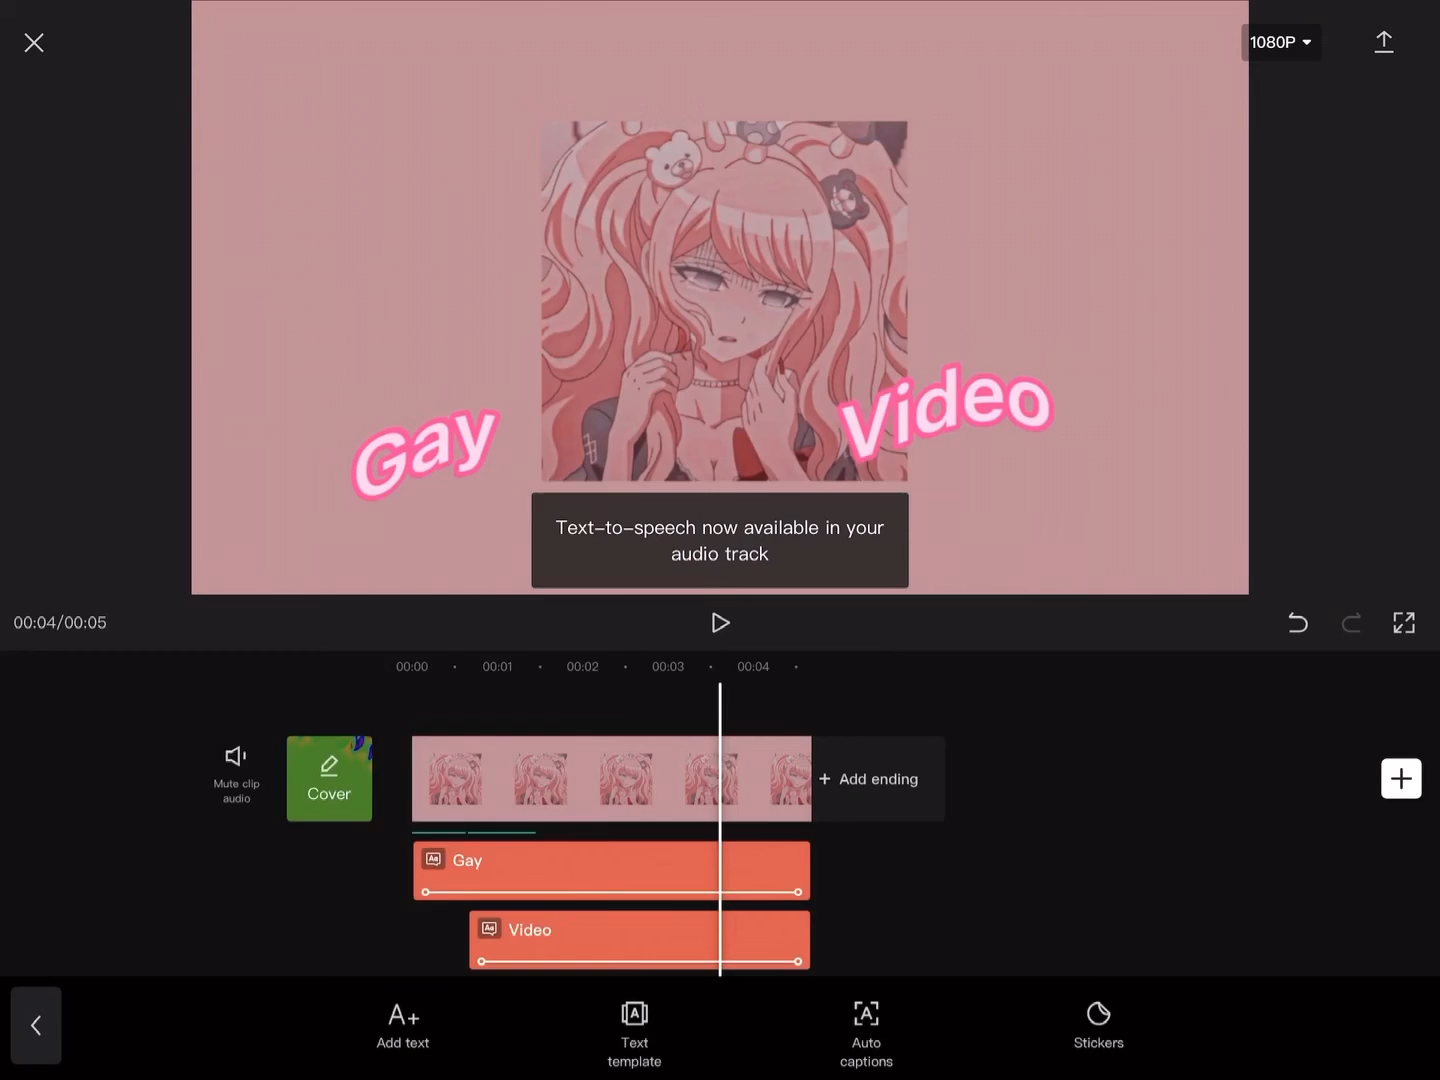 1080P
Gay
Video
Text-to-speech now available in your
audio track
00:04/00:05
00:00
00:01
00:02
00:03
00:04
Mute clip
audio
Cover
+ Add ending
Gay
Video
A+
Add text
Text
template
Auto
captions
Stickers